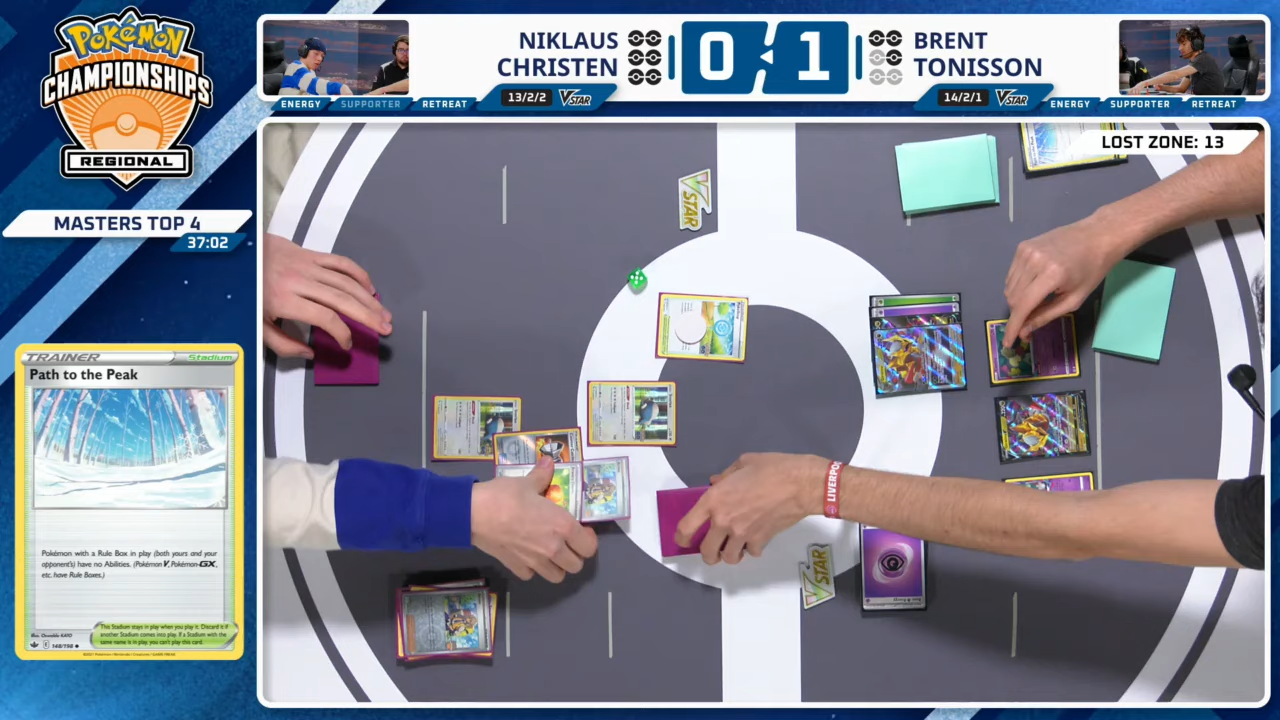 Pokémon
CHAMPIONSHIPS
REGIONAL
MASTERS TOP 4
37:02
NIKLAUS
CHRISTEN
0
1
BRENT
TONISSON
ENERGY
SUPPORTER
RETREAT
13/2/2
VSTAR
14/2/1
VSTAR
ENERGY
SUPPORTER
RETREAT
LOST ZONE: 13
TRAINER
Stadium
Path to the Peak
Pokémon with a Rule Box in play (both yours and your
opponent's) have no Abilities. (Pokémon V, Pokémon-GX,
etc. have Rule Boxes.)
This Stadium stays in play when you play it. Discard it if
another Stadium comes into play. If a Stadium with the
same name is in play, you can't play this card.
148/198
VSTAR
VSTAR
LIVERPO